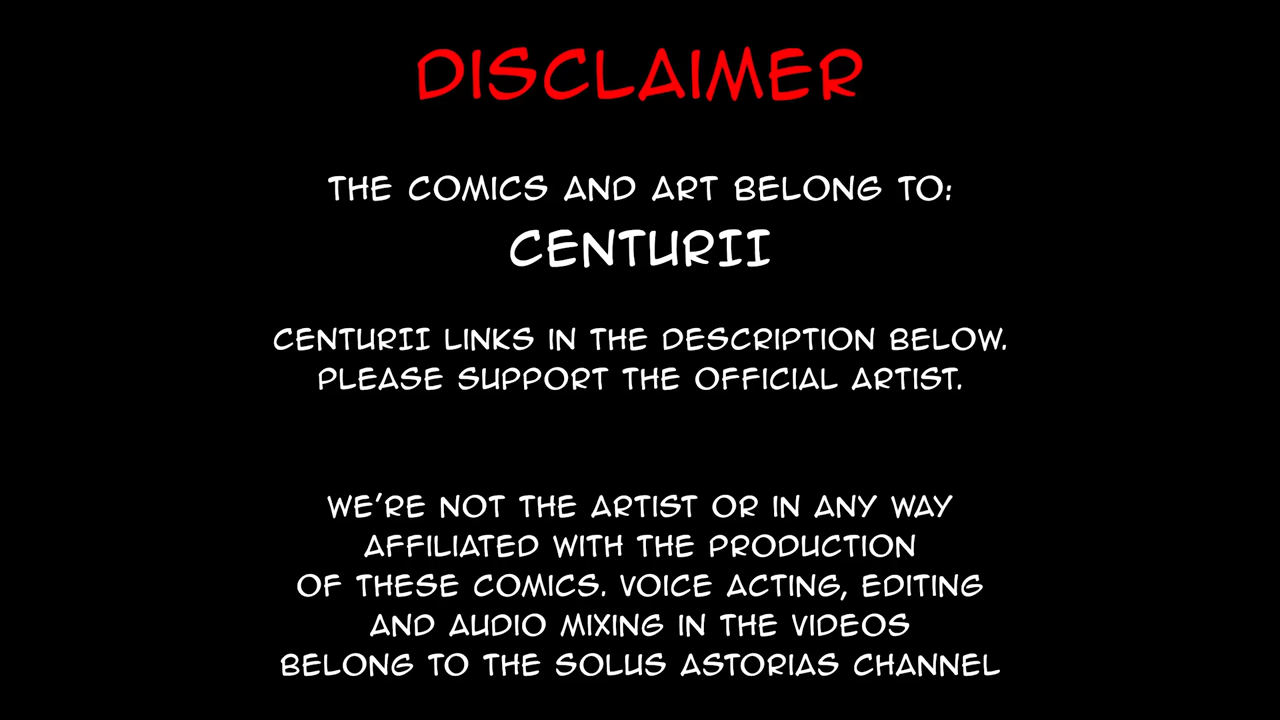 DISCLAIMER
THE COMICS AND ART BELONG TO:
CENTURII
CENTURII LINKS IN THE DESCRIPTION BELOW.
PLEASE SUPPORT THE OFFICIAL ARTIST.
WE'RE NOT THE ARTIST OR IN ANY WAY
AFFILIATED WITH THE PRODUCTION
OF THESE COMICS. VOICE ACTING, EDITING
AND AUDIO MIXING IN THE VIDEOS
BELONG TO THE SOLUS ASTORIAS CHANNEL